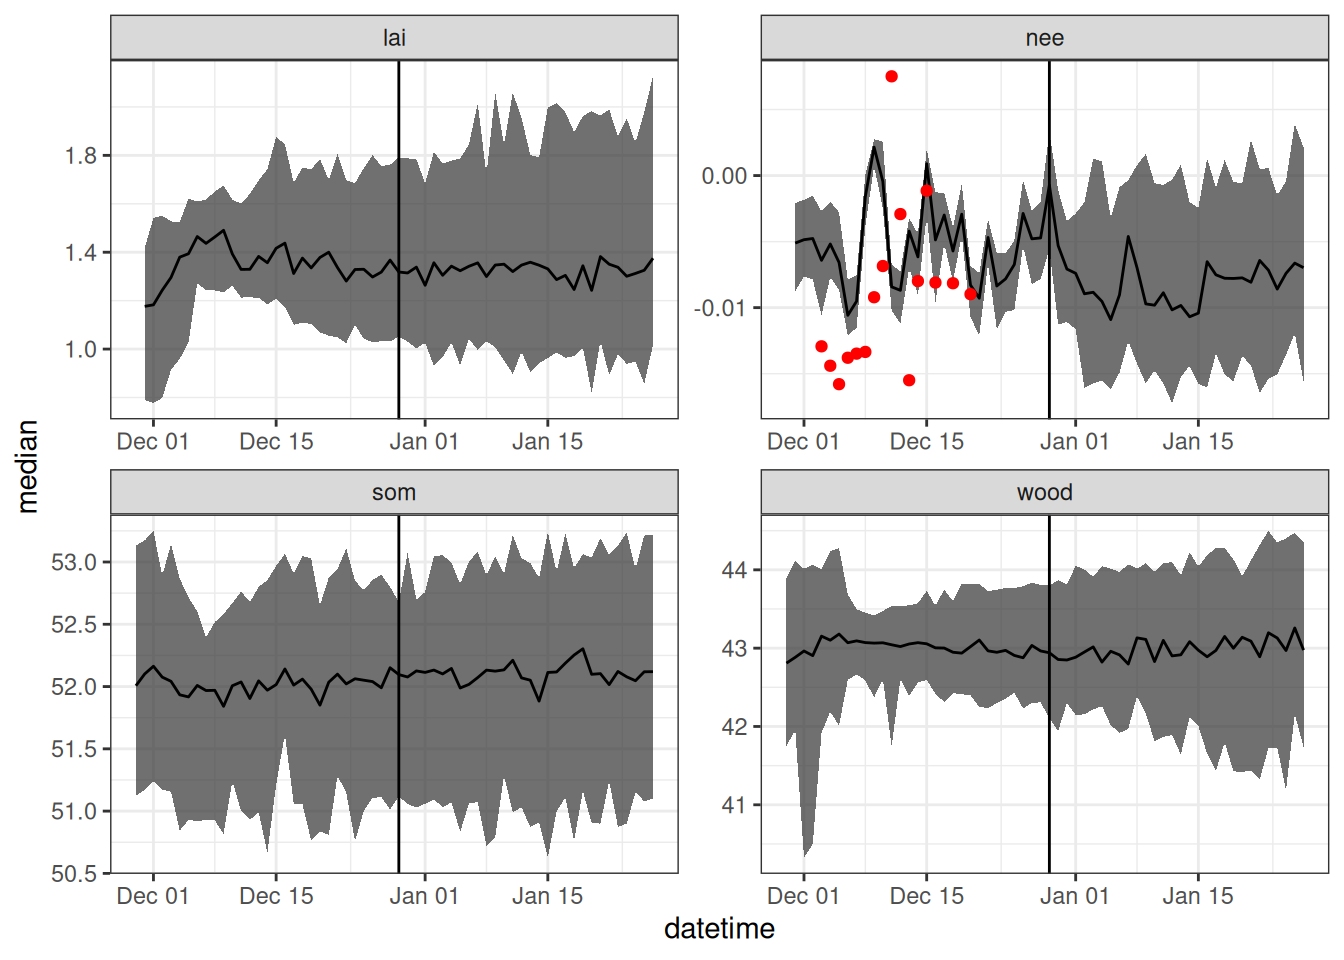 lai
nee
1.8
1.4
1.0
0.00
-0.01
Dec 01 Dec 15 Jan 01 Jan 15
Dec 01 Dec 15 Jan 01 Jan 15
median
som
wood
53.0
52.5
52.0
51.5
51.0
50.5
44
43
42
41
Dec 01 Dec 15 Jan 01 Jan 15
Dec 01 Dec 15 Jan 01 Jan 15
datetime